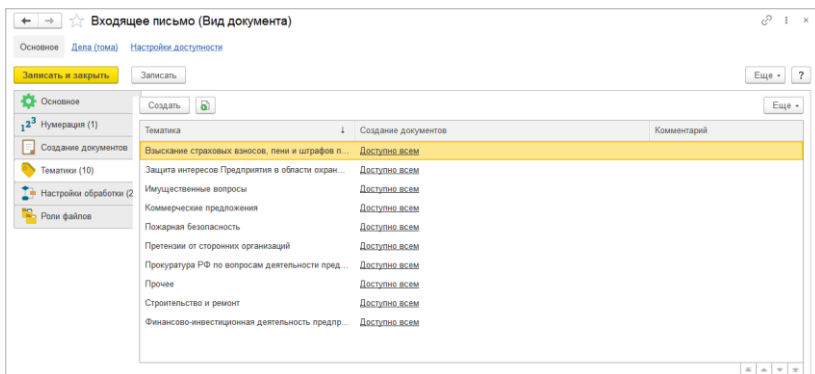 Входящее письмо (Вид документа)
Основное Дела (тома) Настройки доступности
Записать и закрыть Записать Еще ?
Основное
Нумерация (1)
Создание документов
Тематики (10)
Настройки обработки (2
Роли файлов
Создать Еще
Тематика Создание документов Комментарий
Взыскание страховых взносов, пени и штрафов п... Доступно всем
Защита интересов Предприятия в области охран... Доступно всем
Имущественные вопросы Доступно всем
Коммерческие предложения Доступно всем
Пожарная безопасность Доступно всем
Претензии от сторонних организаций Доступно всем
Прокуратура РФ по вопросам деятельности пред... Доступно всем
Прочее Доступно всем
Строительство и ремонт Доступно всем
Финансово-инвестиционная деятельность предпр... Доступно всем